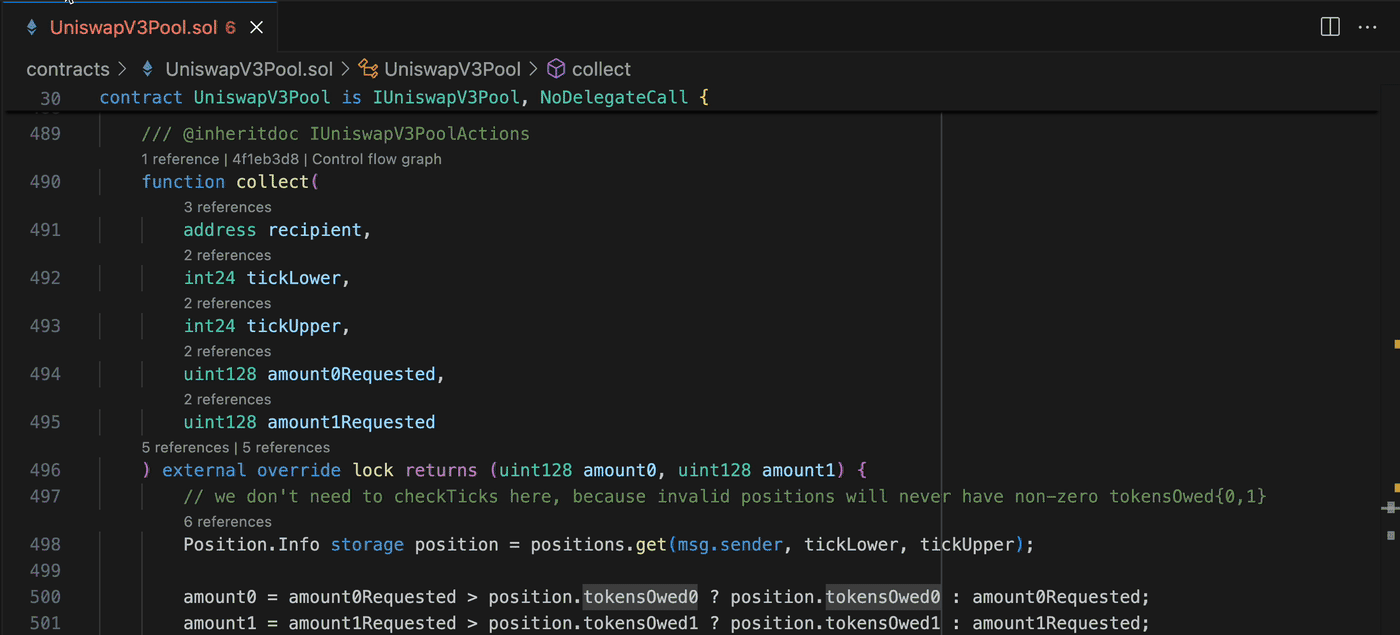 UniswapV3Pool.sol 6
contracts > UniswapV3Pool.sol > UniswapV3Pool > collect
30 contract UniswapV3Pool is IUniswapV3Pool, NoDelegateCall {
489 /// @inheritdoc IUniswapV3PoolActions
1 reference | 4f1eb3d8 | Control flow graph
490 function collect(
3 references
491 address recipient,
2 references
492 int24 tickLower,
2 references
493 int24 tickUpper,
2 references
494 uint128 amount0Requested,
2 references
495 uint128 amount1Requested
5 references | 5 references
496 ) external override lock returns (uint128 amount0, uint128 amount1) {
497 // we don't need to checkTicks here, because invalid positions will never have non-zero tokensOwed{0,1}
6 references
498 Position.Info storage position = positions.get(msg.sender, tickLower, tickUpper);
499
500 amount0 = amount0Requested > position.tokensOwed0 ? position.tokensOwed0 : amount0Requested;
501 amount1 = amount1Requested > position.tokensOwed1 ? position.tokensOwed1 : amount1Requested;